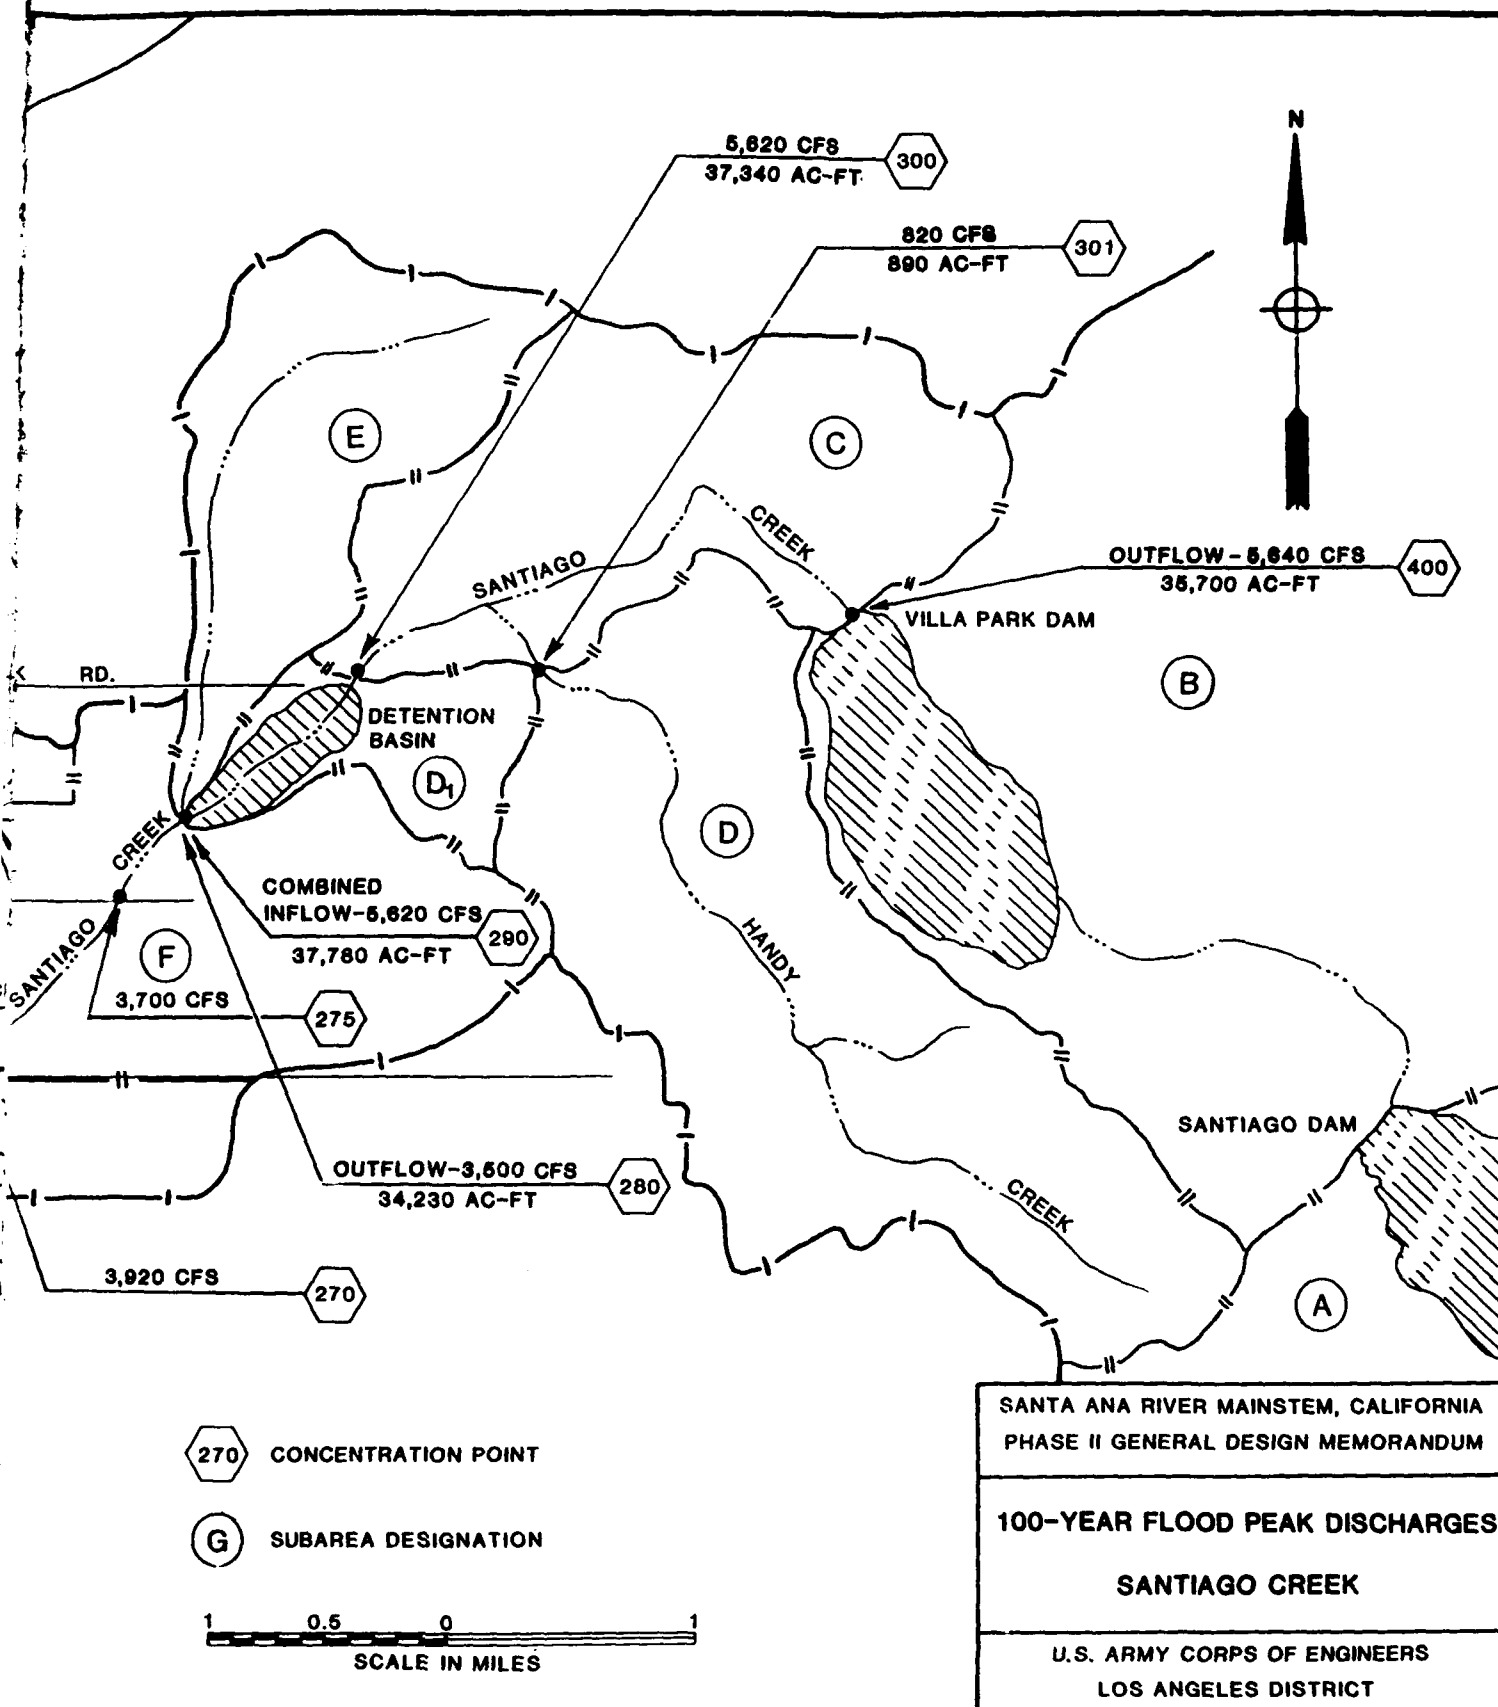 N
5,620 CFS
37,340 AC-FT
300
820 CFS
890 AC-FT
301
E
C
CREEK
SANTIAGO
OUTFLOW-5,640 CFS
35,700 AC-FT
400
VILLA PARK DAM
B
RD.
DETENTION
BASIN
D1
D
CREEK
COMBINED
INFLOW-5,620 CFS
37,780 AC-FT
290
HANDY
SANTIAGO
F
3,700 CFS
275
SANTIAGO DAM
OUTFLOW-3,500 CFS
34,230 AC-FT
280
CREEK
3,920 CFS
270
A
270 CONCENTRATION POINT
G SUBAREA DESIGNATION
1 0.5 0 1
SCALE IN MILES
SANTA ANA RIVER MAINSTEM, CALIFORNIA
PHASE II GENERAL DESIGN MEMORANDUM
100-YEAR FLOOD PEAK DISCHARGES
SANTIAGO CREEK
U.S. ARMY CORPS OF ENGINEERS
LOS ANGELES DISTRICT